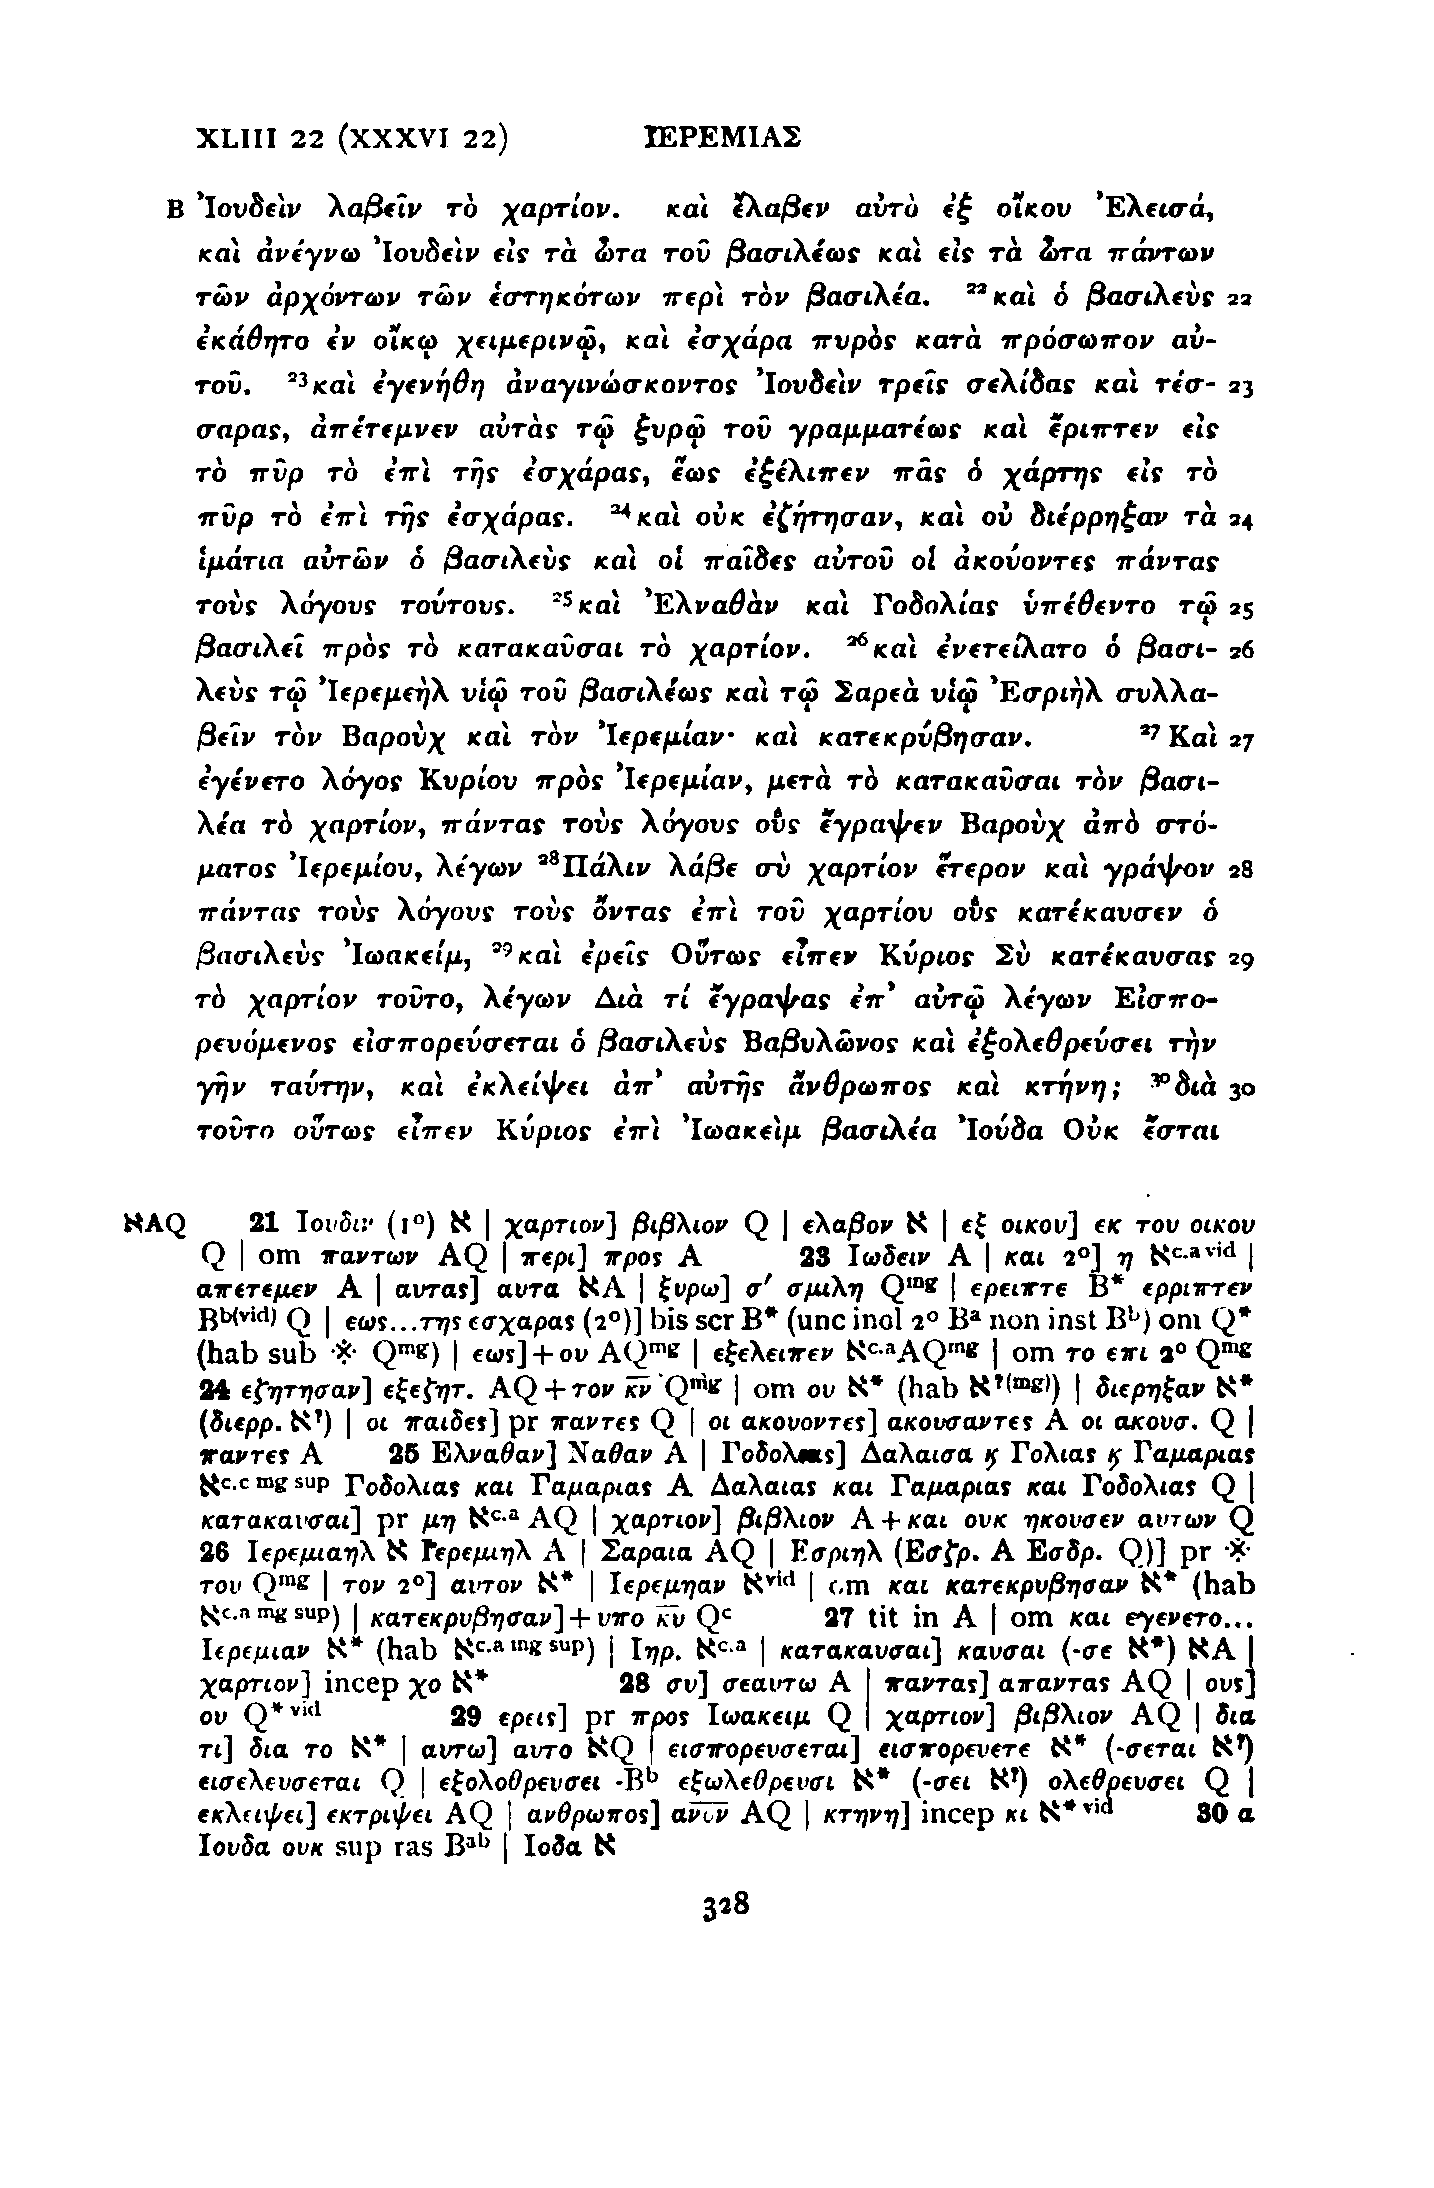 XLIII 22 (XXXVI 22) ΙΕΡΕΜΙΑΣ
B Ἰουδεὶν λαβεῖν τὸ χαρτίον. καὶ ἔλαβεν αὐτὸ ἐξ οἴκου Ἐλεισά,
καὶ ἀνέγνω Ἰουδεὶν εἰς τὰ ὦτα τοῦ βασιλέως καὶ εἰς τὰ ὦτα πάντων
τῶν ἀρχόντων τῶν ἑστηκότων περὶ τὸν βασιλέα. ²²καὶ ὁ βασιλεὺς 22
ἐκάθητο ἐν οἴκῳ χειμερινῷ, καὶ ἐσχάρα πυρὸς κατὰ πρόσωπον αὐ-
τοῦ. ²³καὶ ἐγενήθη ἀναγινώσκοντος Ἰουδεὶν τρεῖς σελίδας καὶ τέσ- 23
σαρας, ἀπέτεμνεν αὐτὰς τῷ ξυρῷ τοῦ γραμματέως καὶ ἔριπτεν εἰς
τὸ πῦρ τὸ ἐπὶ τῆς ἐσχάρας, ἕως ἐξέλιπεν πᾶς ὁ χάρτης εἰς τὸ
πῦρ τὸ ἐπὶ τῆς ἐσχάρας. ²⁴καὶ οὐκ ἐζήτησαν, καὶ οὐ διέρρηξαν τὰ 24
ἱμάτια αὐτῶν ὁ βασιλεὺς καὶ οἱ παῖδες αὐτοῦ οἱ ἀκούοντες πάντας
τοὺς λόγους τούτους. ²⁵καὶ Ἐλναθὰν καὶ Γοδολίας ὑπέθεντο τῷ 25
βασιλεῖ πρὸς τὸ κατακαῦσαι τὸ χαρτίον. ²⁶καὶ ἐνετείλατο ὁ βασι- 26
λεὺς τῷ Ἰερεμεὴλ υἱῷ τοῦ βασιλέως καὶ τῷ Σαρεὰ υἱῷ Ἐσριὴλ συλλα-
βεῖν τὸν Βαροὺχ καὶ τὸν Ἰερεμίαν· καὶ κατεκρύβησαν. ²⁷Καὶ 27
ἐγένετο λόγος Κυρίου πρὸς Ἰερεμίαν, μετὰ τὸ κατακαῦσαι τὸν βασι-
λέα τὸ χαρτίον, πάντας τοὺς λόγους οὓς ἔγραψεν Βαροὺχ ἀπὸ στό-
ματος Ἰερεμίου, λέγων ²⁸Πάλιν λάβε σὺ χαρτίον ἕτερον καὶ γράψον 28
πάντας τοὺς λόγους τοὺς ὄντας ἐπὶ τοῦ χαρτίου οὓς κατέκαυσεν ὁ
βασιλεὺς Ἰωακείμ, ²⁹καὶ ἐρεῖς Οὕτως εἶπεν Κύριος Σὺ κατέκαυσας 29
τὸ χαρτίον τοῦτο, λέγων Διὰ τί ἔγραψας ἐπ' αὐτῷ λέγων Εἰσπο-
ρευόμενος εἰσπορεύσεται ὁ βασιλεὺς Βαβυλῶνος καὶ ἐξολεθρεύσει τὴν
γῆν ταύτην, καὶ ἐκλείψει ἀπ' αὐτῆς ἄνθρωπος καὶ κτήνη; ³⁰διὰ 30
τοῦτο οὕτως εἶπεν Κύριος ἐπὶ Ἰωακεὶμ βασιλέα Ἰούδα Οὐκ ἔσται
אAQ 21 Ιουδιν (1°) א | χαρτιον] βιβλιον Q | ελαβον א | εξ οικου] εκ του οικου
Q | om παντων AQ | περι] προς A 23 Ιωδειν A | και 2°] η א^c.a vid |
απετεμεν A | αυτας] αυτα אA | ξυρω] σ′ σμιλη Q^mg | ερειπτε B* ερριπτεν
B^b(vid) Q | εως...της εσχαρας (2°)] bis scr B* (unc incl 2° B^a non inst B^b) om Q*
(hab sub ※ Q^mg) | εως]+ου AQ^mg | εξελειπεν א^c.a AQ^mg | om το επι 2° Q^mg
24 εζητησαν] εξεζητ. AQ+τον κ̅ν̅ Q^mg | om ου א* (hab א^?(mg)) | διερηξαν א*
(διερρ. א^?) | οι παιδες] pr παντες Q | οι ακουοντες] ακουσαντες A οι ακουσ. Q |
παντες A 25 Ελναθαν] Ναθαν A | Γοδολιας] Δαλαισα ϗ Γολιας ϗ Γαμαριας
א^c.c mg sup Γοδολιας και Γαμαριας A Δαλαιας και Γαμαριας και Γοδολιας Q |
κατακαυσαι] pr μη א^c.a AQ | χαρτιον] βιβλιον A+και ουκ ηκουσεν αυτων Q
26 Ιερεμιαηλ א Ιερεμιηλ A | Σαραια AQ | Εσριηλ (Εσζρ. A Εσδρ. Q)] pr ※
του Q^mg | τον 2°] αυτον א* | Ιερεμηαν א^vid | om και κατεκρυβησαν א* (hab
א^c.a mg sup) | κατεκρυβησαν]+υπο κ̅υ̅ Q^c 27 tit in A | om και εγενετο...
Ιερεμιαν א* (hab א^c.a mg sup) | Ιηρ. א^c.a | κατακαυσαι] καυσαι (-σε א*) אA |
χαρτιον] incep χο א* 28 συ] σεαυτω A | παντας] απαντας AQ | ους]
ου Q* vid 29 ερεις] pr προς Ιωακειμ Q | χαρτιον] βιβλιον AQ | δια
τι] δια το א* | αυτω] αυτο אQ | εισπορευσεται] εισπορευετε א* (-σεται א^?)
εισελευσεται Q | εξολοθρευσει B^b εξωλεθρευσι א* (-σει א^?) ολεθρευσει Q |
εκλειψει] εκτριψει AQ | ανθρωπος] α̅ν̅ο̅ν̅ AQ | κτηνη] incep κι א* vid 30 α
Ιουδα ουκ sup ras B^ab | Ιοδα א
328